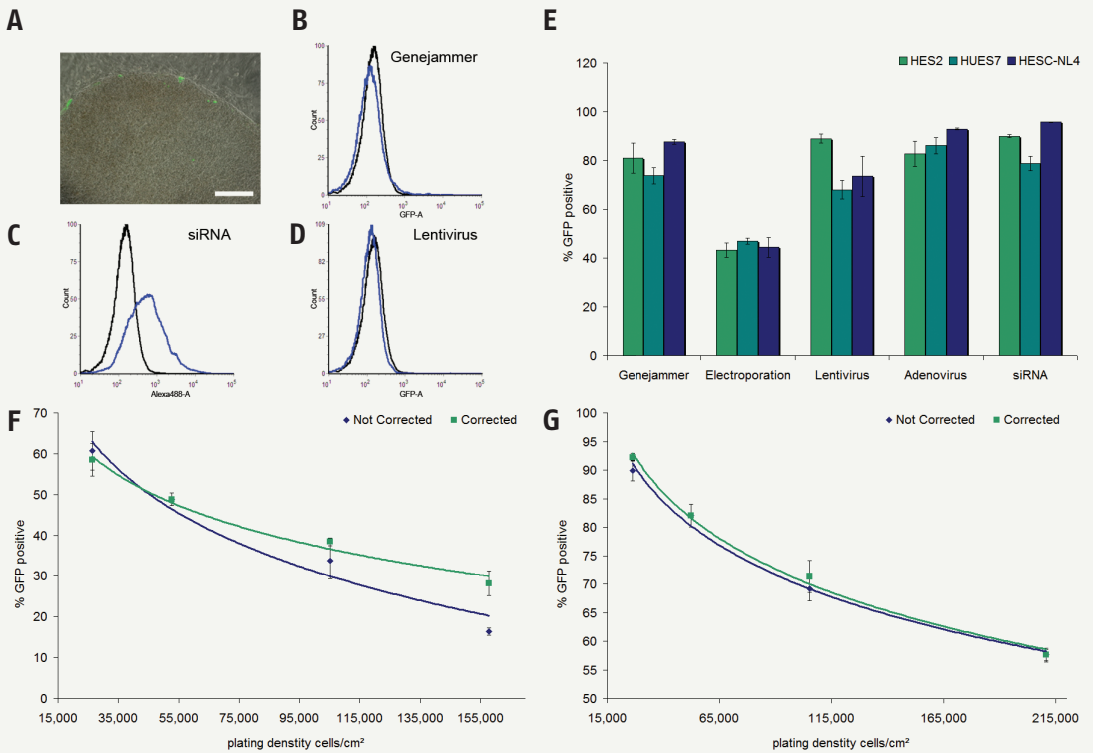 A
B
Genejammer
100
75
50
25
0
Count
10¹ 10² 10³ 10⁴ 10⁵
GFP-A
C
siRNA
100
75
50
25
0
Count
10¹ 10² 10³ 10⁴ 10⁵
Alexa488-A
D
Lentivirus
109
82
55
27
0
Count
10¹ 10² 10³ 10⁴ 10⁵
GFP-A
E
HES2 HUES7 HESC-NL4
120
100
80
60
40
20
0
% GFP positive
Genejammer Electroporation Lentivirus Adenovirus siRNA
F
Not Corrected Corrected
70
60
50
40
30
20
10
0
% GFP positive
15,000 35,000 55,000 75,000 95,000 115,000 135,000 155,000
plating denstity cells/cm²
G
Not Corrected Corrected
100
95
90
85
80
75
70
65
60
55
50
% GFP positive
15,000 65,000 115,000 165,000 215,000
plating denstity cells/cm²